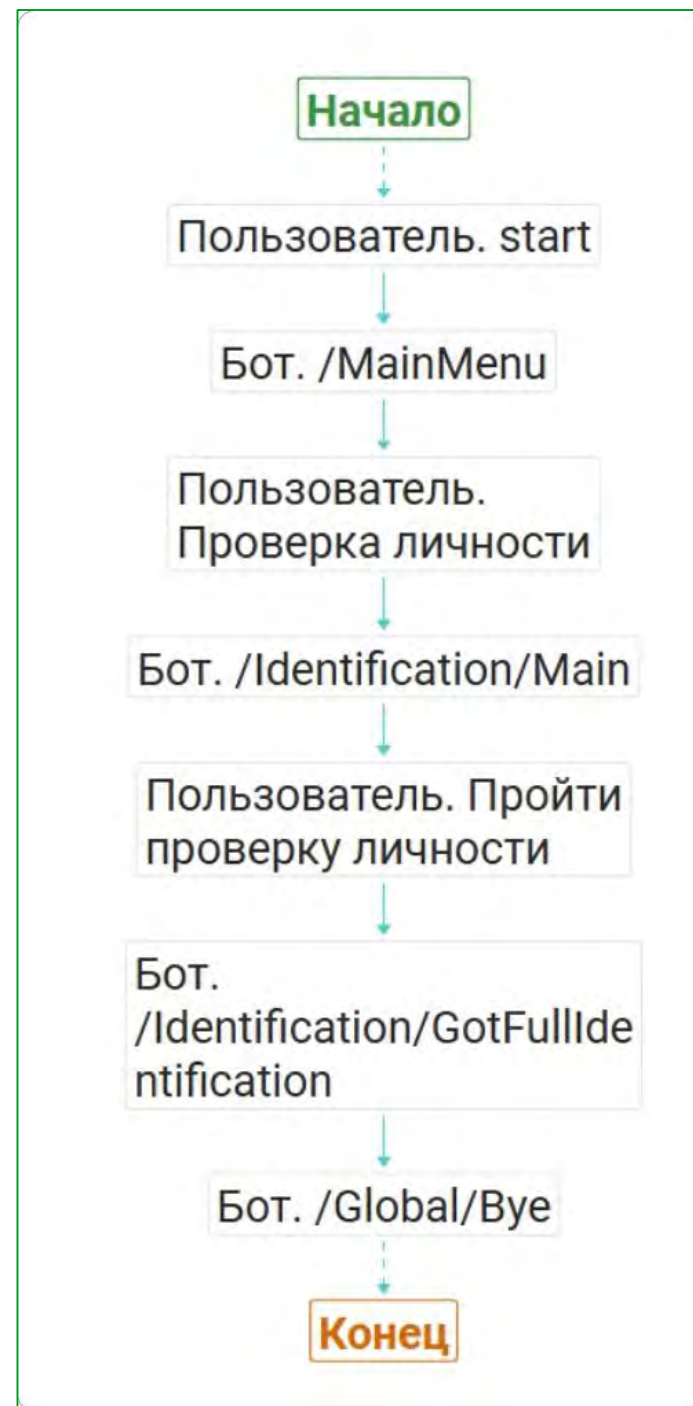 Начало
Пользователь. start
Бот. /MainMenu
Пользователь.
Проверка личности
Бот. /Identification/Main
Пользователь. Пройти
проверку личности
Бот.
/Identification/GotFullIde
ntification
Бот. /Global/Bye
Конец